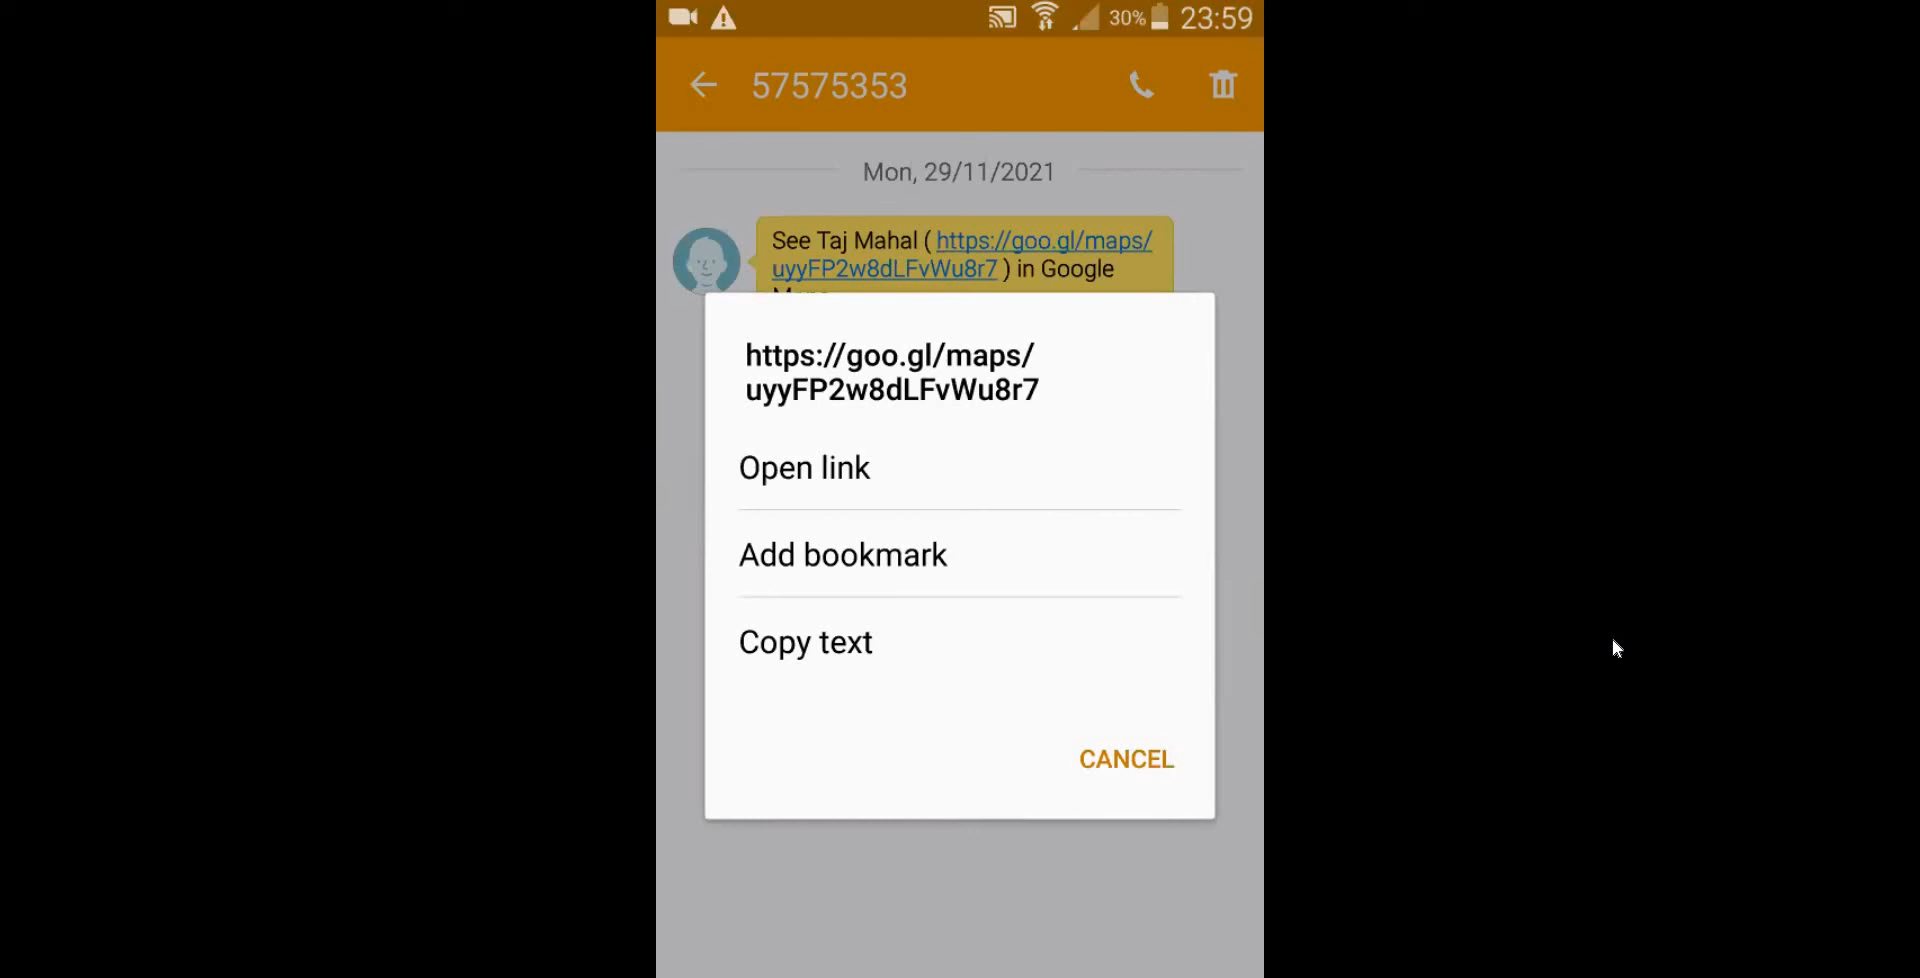 30% 23:59
57575353
Mon, 29/11/2021
See Taj Mahal ( https://goo.gl/maps/
uyyFP2w8dLFvWu8r7 ) in Google
https://goo.gl/maps/
uyyFP2w8dLFvWu8r7
Open link
Add bookmark
Copy text
CANCEL